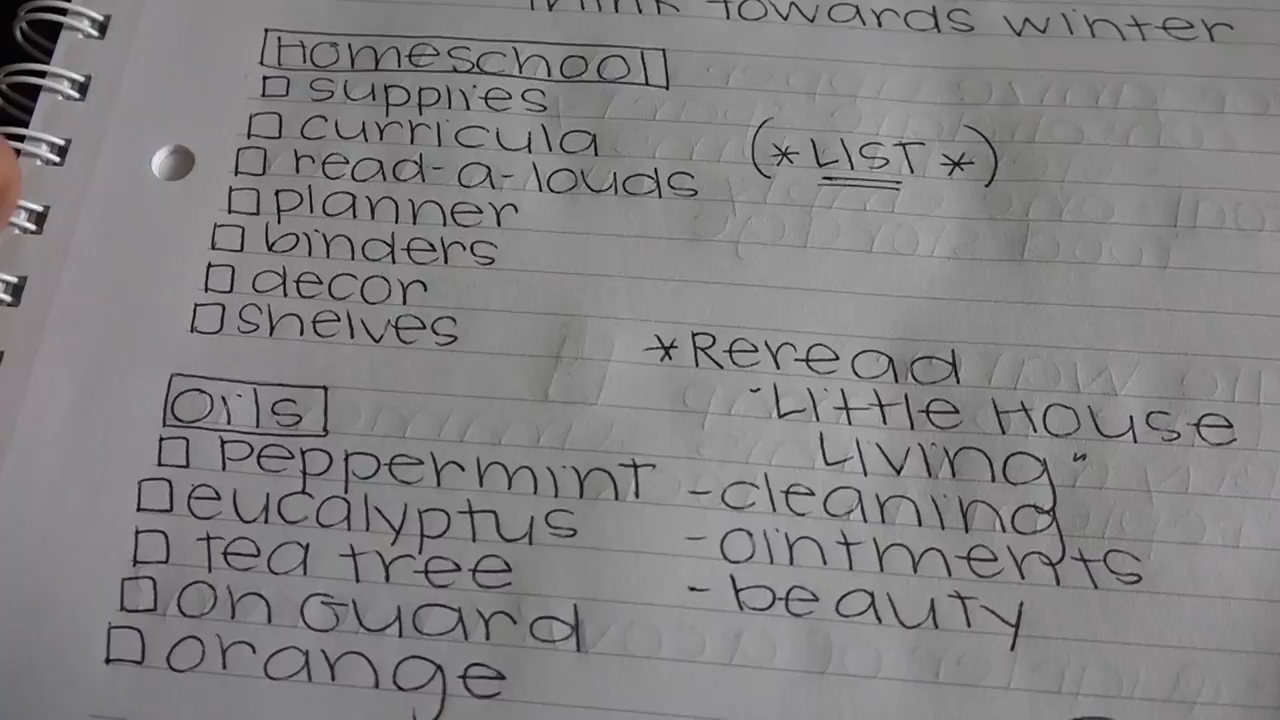 Think towards winter
Homeschool
supplies
curricula
(*LIST*)
read-a-louds
planner
binders
decor
shelves
*Reread
"Little House
Living"
-cleaning
-ointments
-beauty
Oils
peppermint
eucalyptus
tea tree
on Guard
orange